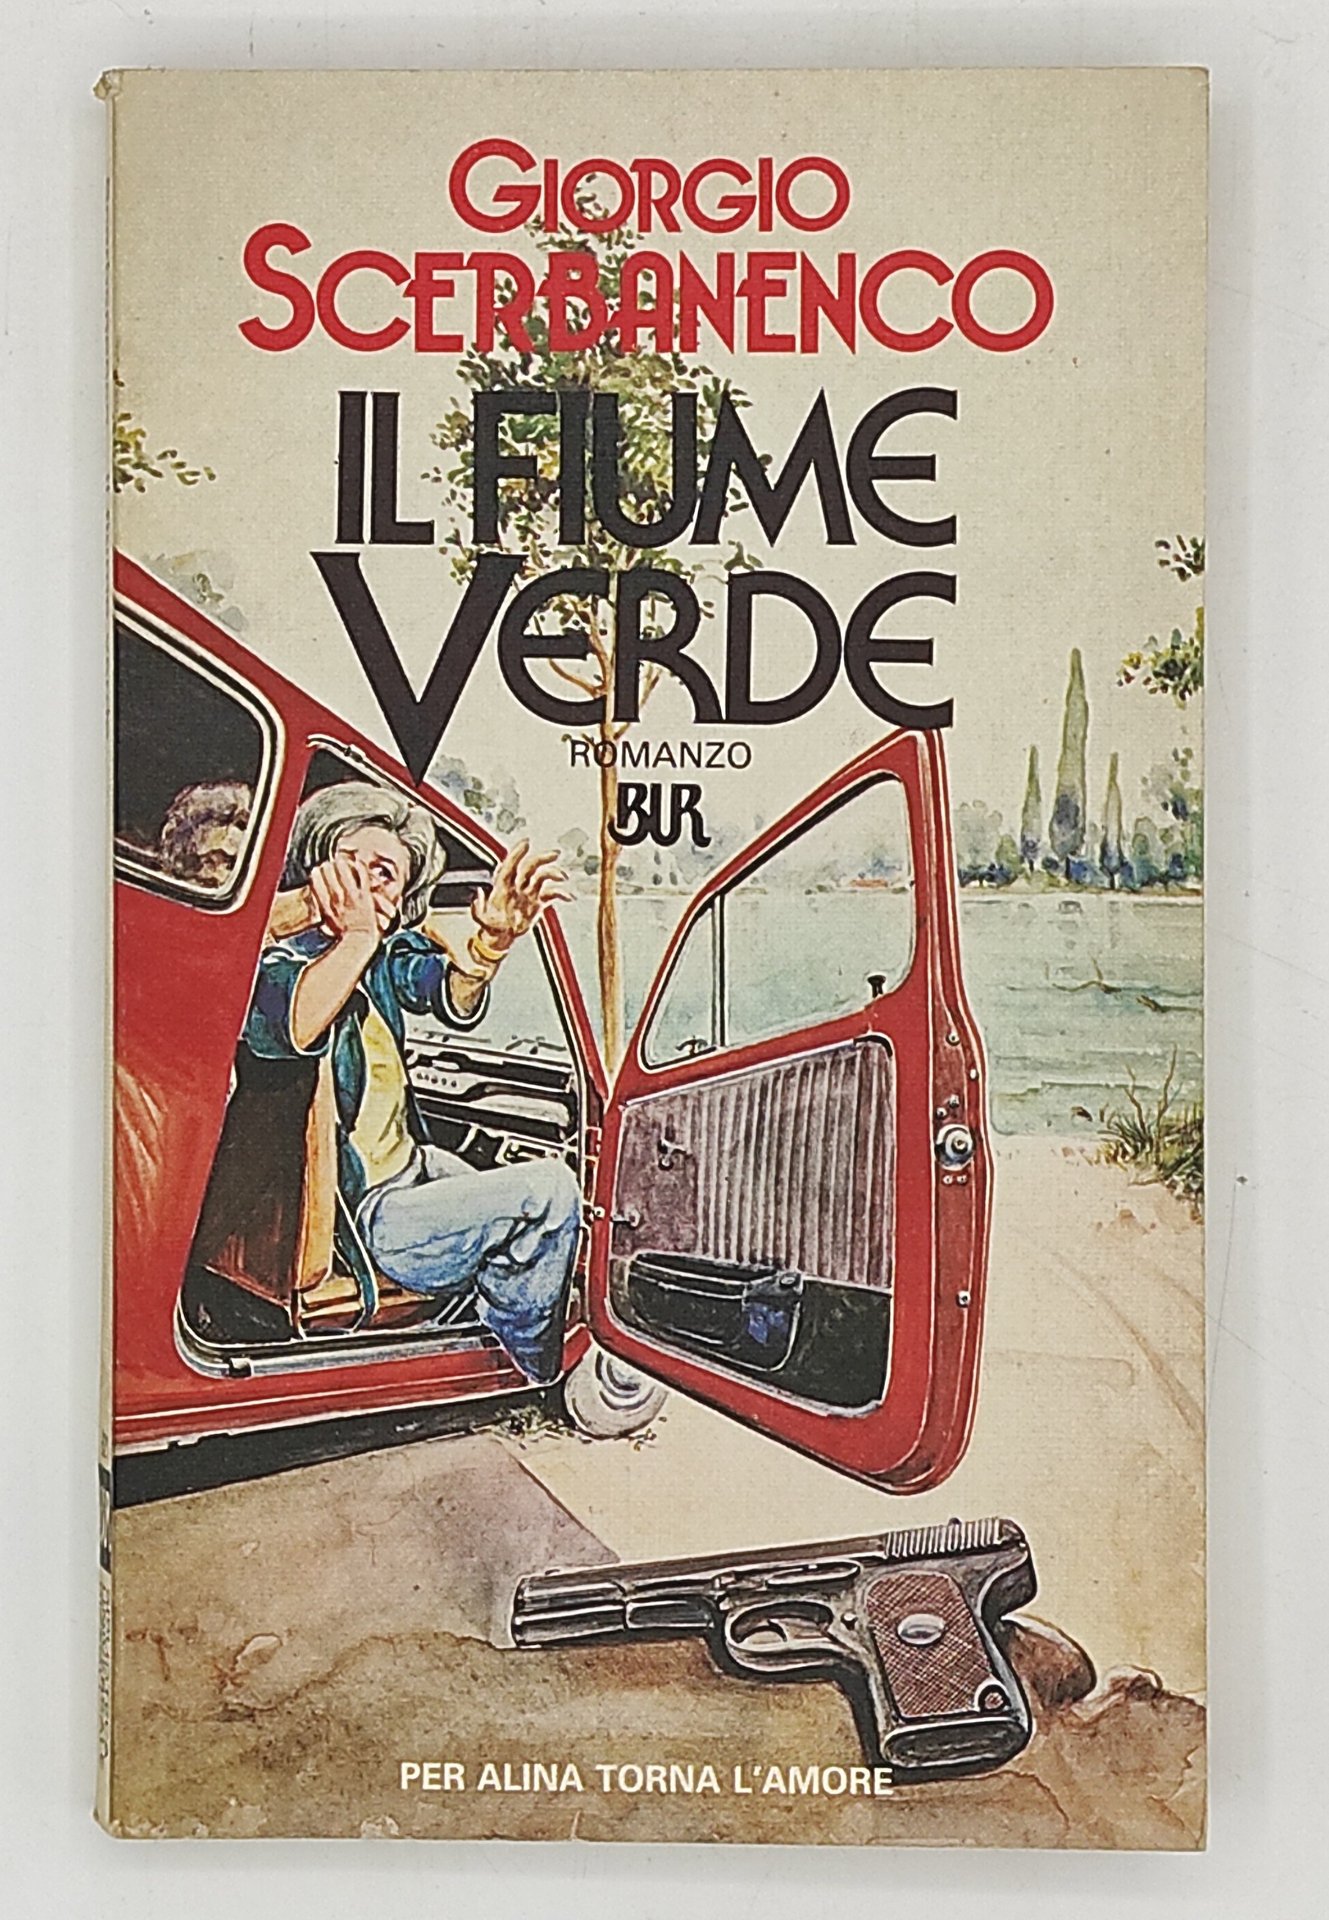 GIORGIO
SCERBANENCO
IL FIUME
VERDE
ROMANZO
BUR
PER ALINA TORNA L'AMORE